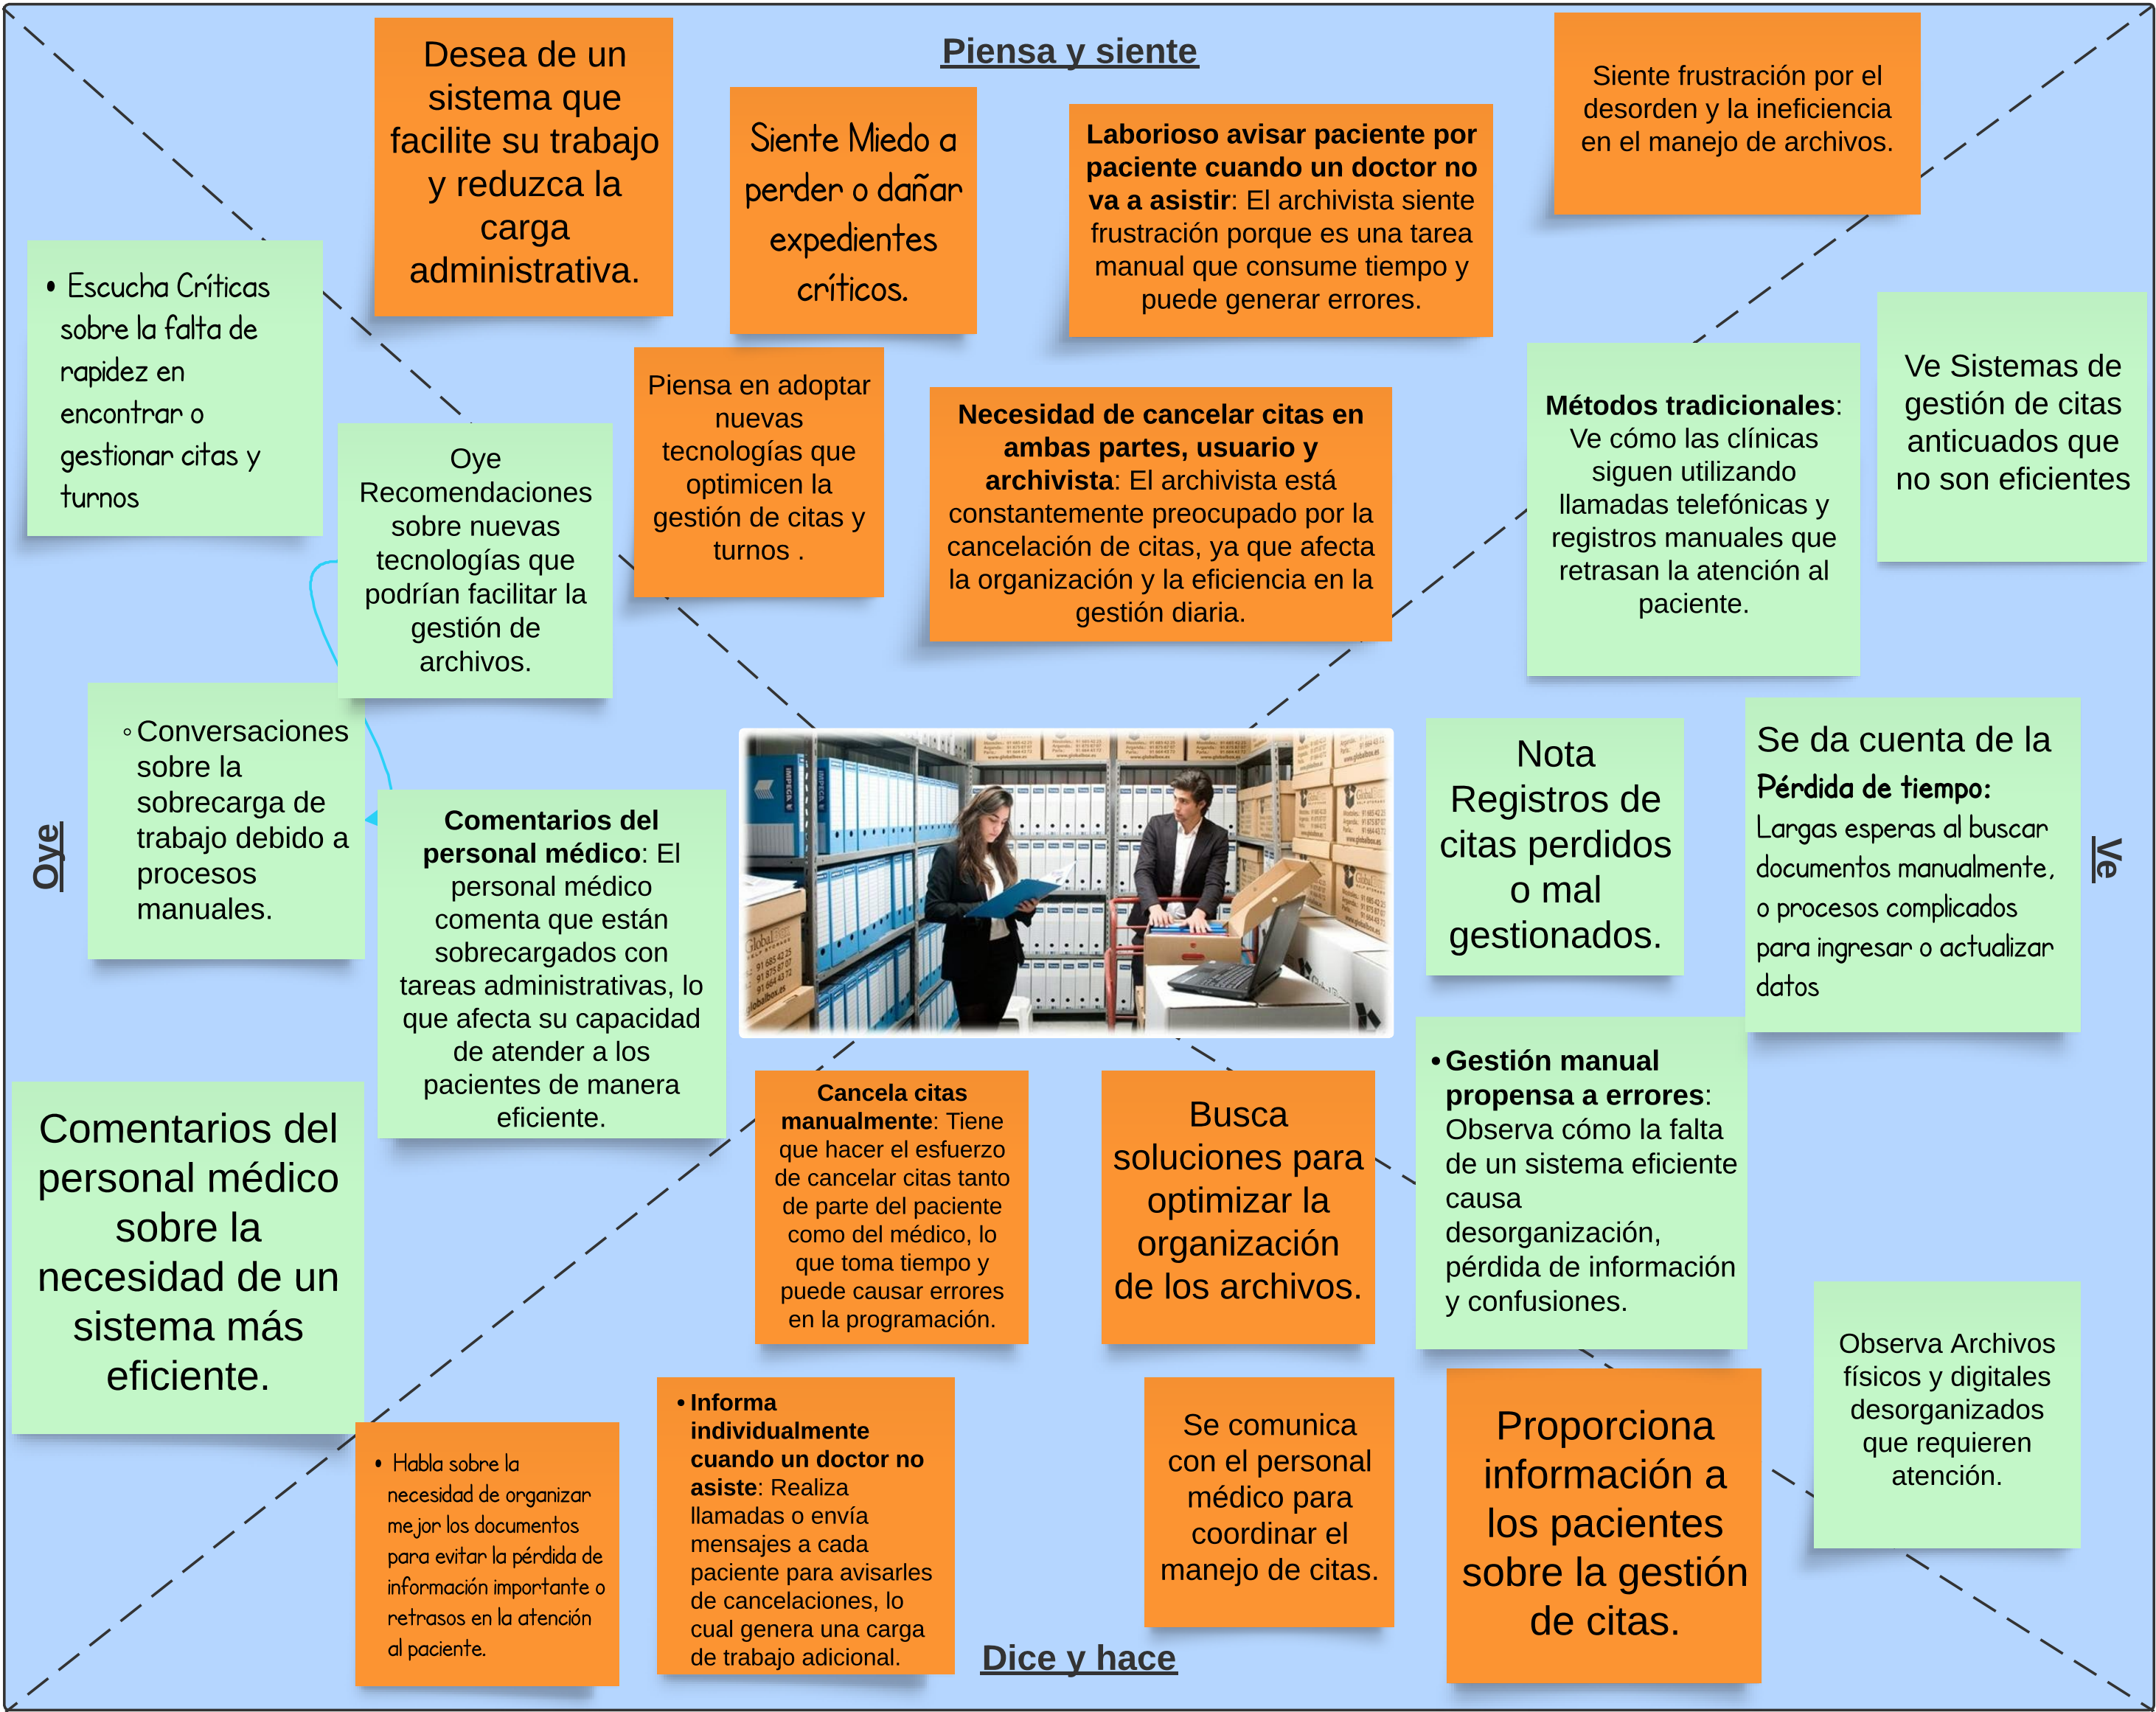 Piensa y siente
Desea de un
sistema que
facilite su trabajo
y reduzca la
carga
administrativa.
Siente Miedo a
perder o dañar
expedientes
críticos.
Laborioso avisar paciente por
paciente cuando un doctor no
va a asistir: El archivista siente
frustración porque es una tarea
manual que consume tiempo y
puede generar errores.
Siente frustración por el
desorden y la ineficiencia
en el manejo de archivos.
Piensa en adoptar
nuevas
tecnologías que
optimicen la
gestión de citas y
turnos .
Necesidad de cancelar citas en
ambas partes, usuario y
archivista: El archivista está
constantemente preocupado por la
cancelación de citas, ya que afecta
la organización y la eficiencia en la
gestión diaria.
Oye
• Escucha Críticas
sobre la falta de
rapidez en
encontrar o
gestionar citas y
turnos
Oye
Recomendaciones
sobre nuevas
tecnologías que
podrían facilitar la
gestión de
archivos.
◦ Conversaciones
sobre la
sobrecarga de
trabajo debido a
procesos
manuales.
Comentarios del
personal médico: El
personal médico
comenta que están
sobrecargados con
tareas administrativas, lo
que afecta su capacidad
de atender a los
pacientes de manera
eficiente.
Comentarios del
personal médico
sobre la
necesidad de un
sistema más
eficiente.
Ve
Métodos tradicionales:
Ve cómo las clínicas
siguen utilizando
llamadas telefónicas y
registros manuales que
retrasan la atención al
paciente.
Ve Sistemas de
gestión de citas
anticuados que
no son eficientes
Nota
Registros de
citas perdidos
o mal
gestionados.
Se da cuenta de la
Pérdida de tiempo:
Largas esperas al buscar
documentos manualmente,
o procesos complicados
para ingresar o actualizar
datos
• Gestión manual
propensa a errores:
Observa cómo la falta
de un sistema eficiente
causa
desorganización,
pérdida de información
y confusiones.
Observa Archivos
físicos y digitales
desorganizados
que requieren
atención.
Dice y hace
Cancela citas
manualmente: Tiene
que hacer el esfuerzo
de cancelar citas tanto
de parte del paciente
como del médico, lo
que toma tiempo y
puede causar errores
en la programación.
Busca
soluciones para
optimizar la
organización
de los archivos.
• Habla sobre la
necesidad de organizar
mejor los documentos
para evitar la pérdida de
información importante o
retrasos en la atención
al paciente.
• Informa
individualmente
cuando un doctor no
asiste: Realiza
llamadas o envía
mensajes a cada
paciente para avisarles
de cancelaciones, lo
cual genera una carga
de trabajo adicional.
Se comunica
con el personal
médico para
coordinar el
manejo de citas.
Proporciona
información a
los pacientes
sobre la gestión
de citas.